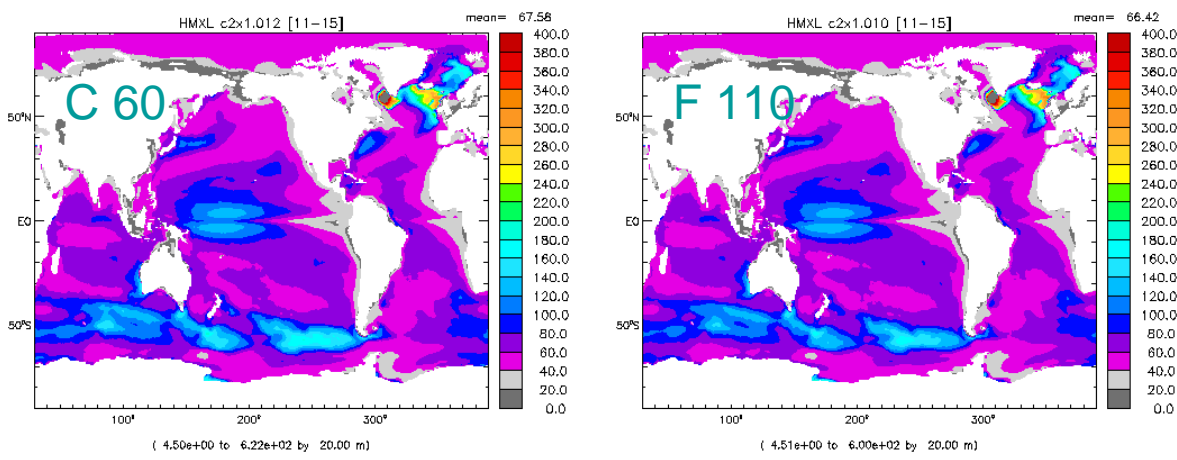 HMXL c2x1.012 [11-15]
mean= 67.58
C 60
50°N
EQ
50°S
100° 200° 300°
400.0
380.0
360.0
340.0
320.0
300.0
280.0
260.0
240.0
220.0
200.0
180.0
160.0
140.0
120.0
100.0
80.0
60.0
40.0
20.0
0.0
( 4.50e+00 to 6.22e+02 by 20.00 m)
HMXL c2x1.010 [11-15]
mean= 66.42
F 110
50°N
EQ
50°S
100° 200° 300°
400.0
380.0
360.0
340.0
320.0
300.0
280.0
260.0
240.0
220.0
200.0
180.0
160.0
140.0
120.0
100.0
80.0
60.0
40.0
20.0
0.0
( 4.51e+00 to 6.00e+02 by 20.00 m)